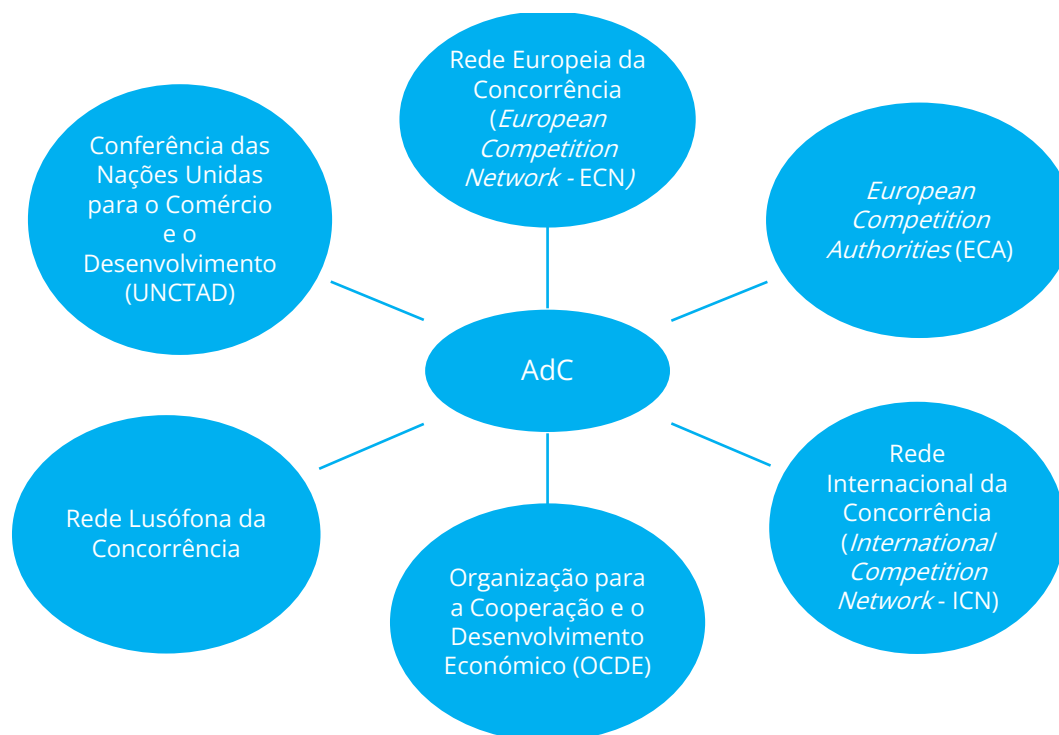 Rede Europeia da
Concorrência
(European
Competition
Network - ECN)
European
Competition
Authorities (ECA)
Rede
Internacional da
Concorrência
(International
Competition
Network - ICN)
Organização para
a Cooperação e o
Desenvolvimento
Económico (OCDE)
Rede Lusófona da
Concorrência
Conferência das
Nações Unidas
para o Comércio
e o
Desenvolvimento
(UNCTAD)
AdC